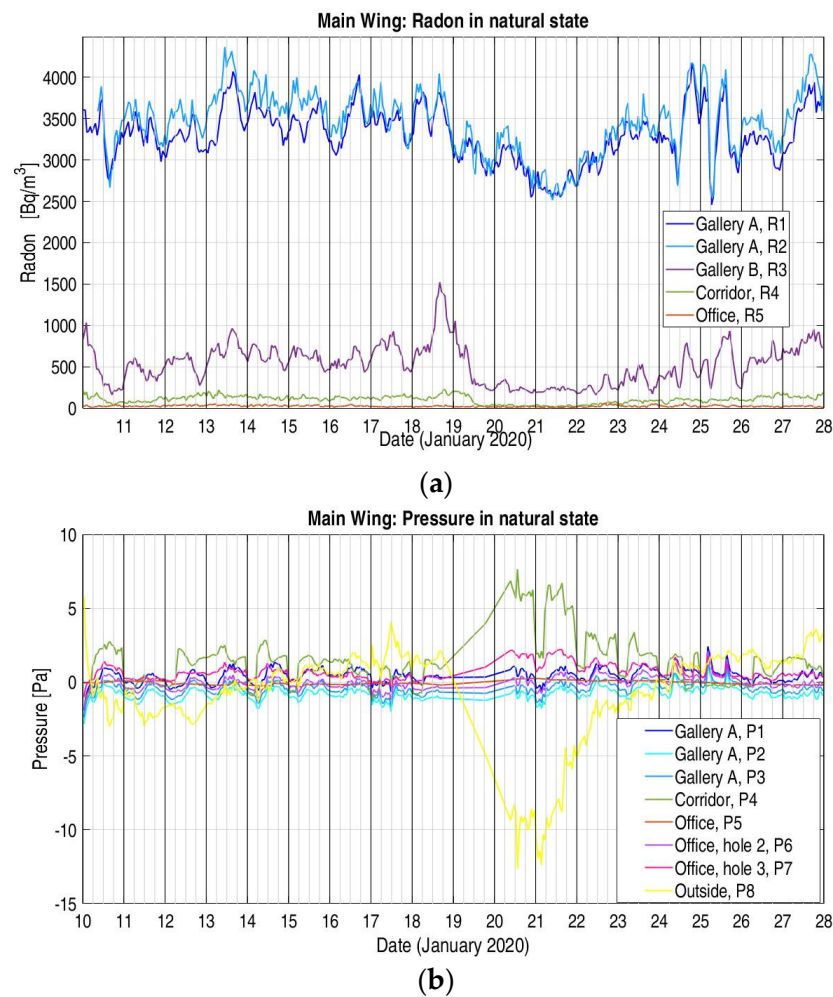 Main Wing: Radon in natural state
4000
3500
3000
2500
2000
1500
1000
500
0
Radon [Bq/m³]
Gallery A, R1
Gallery A, R2
Gallery B, R3
Corridor, R4
Office, R5
11 12 13 14 15 16 17 18 19 20 21 22 23 24 25 26 27 28
Date (January 2020)
(a)
Main Wing: Pressure in natural state
10
5
0
-5
-10
-15
Pressure [Pa]
Gallery A, P1
Gallery A, P2
Gallery A, P3
Corridor, P4
Office, P5
Office, hole 2, P6
Office, hole 3, P7
Outside, P8
10 11 12 13 14 15 16 17 18 19 20 21 22 23 24 25 26 27 28
Date (January 2020)
(b)